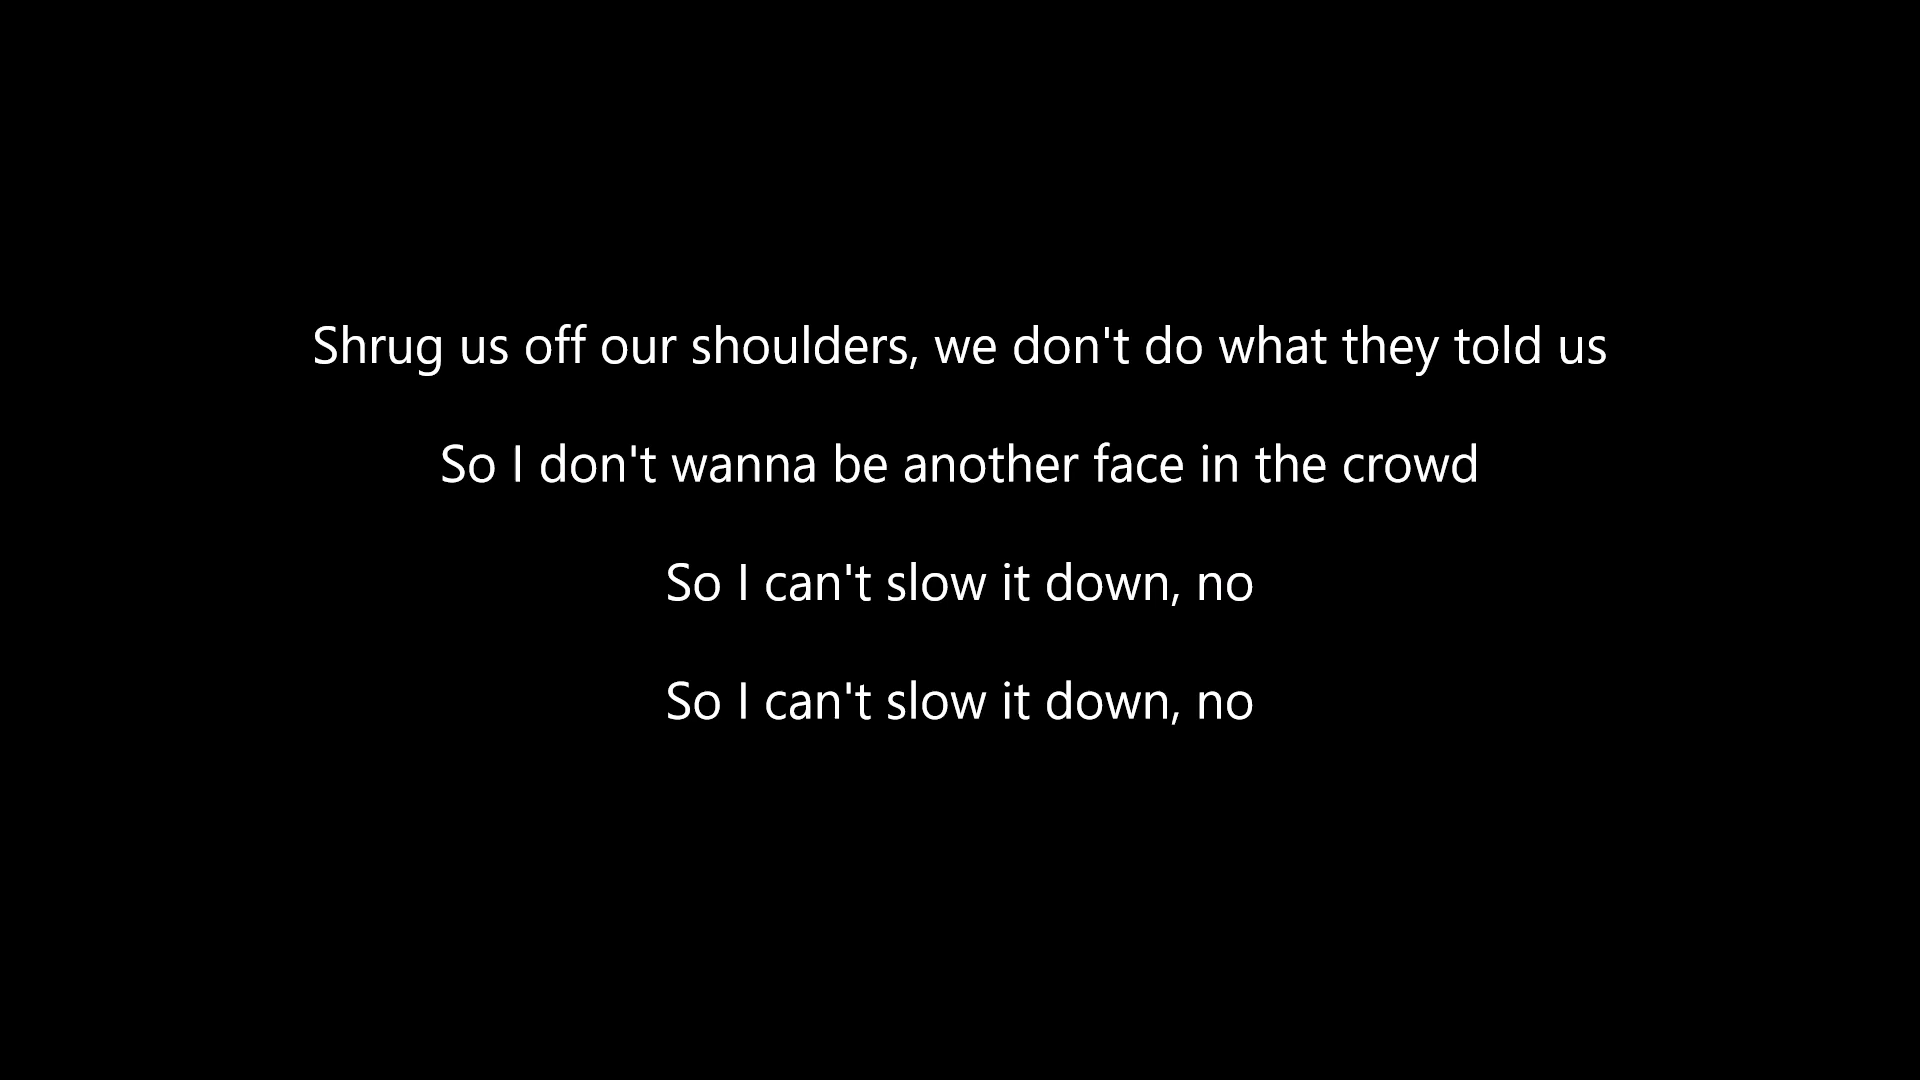 Shrug us off our shoulders, we don't do what they told us
So I don't wanna be another face in the crowd
So I can't slow it down, no
So I can't slow it down, no